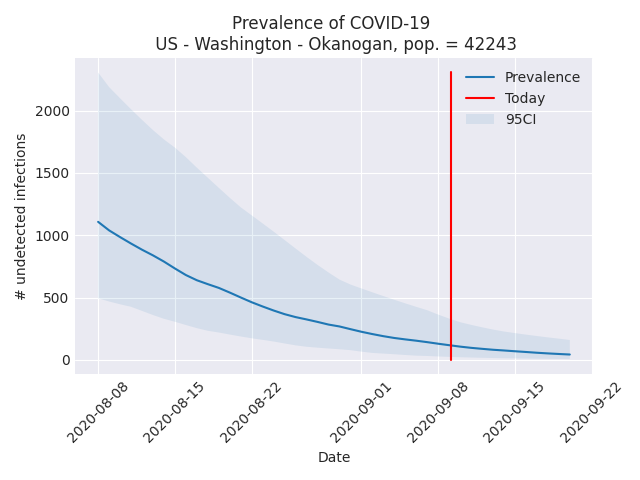 Prevalence of COVID-19
US - Washington - Okanogan, pop. = 42243
Prevalence
Today
95CI
# undetected infections
2000
1500
1000
500
0
2020-08-08
2020-08-15
2020-08-22
2020-09-01
2020-09-08
2020-09-15
2020-09-22
Date